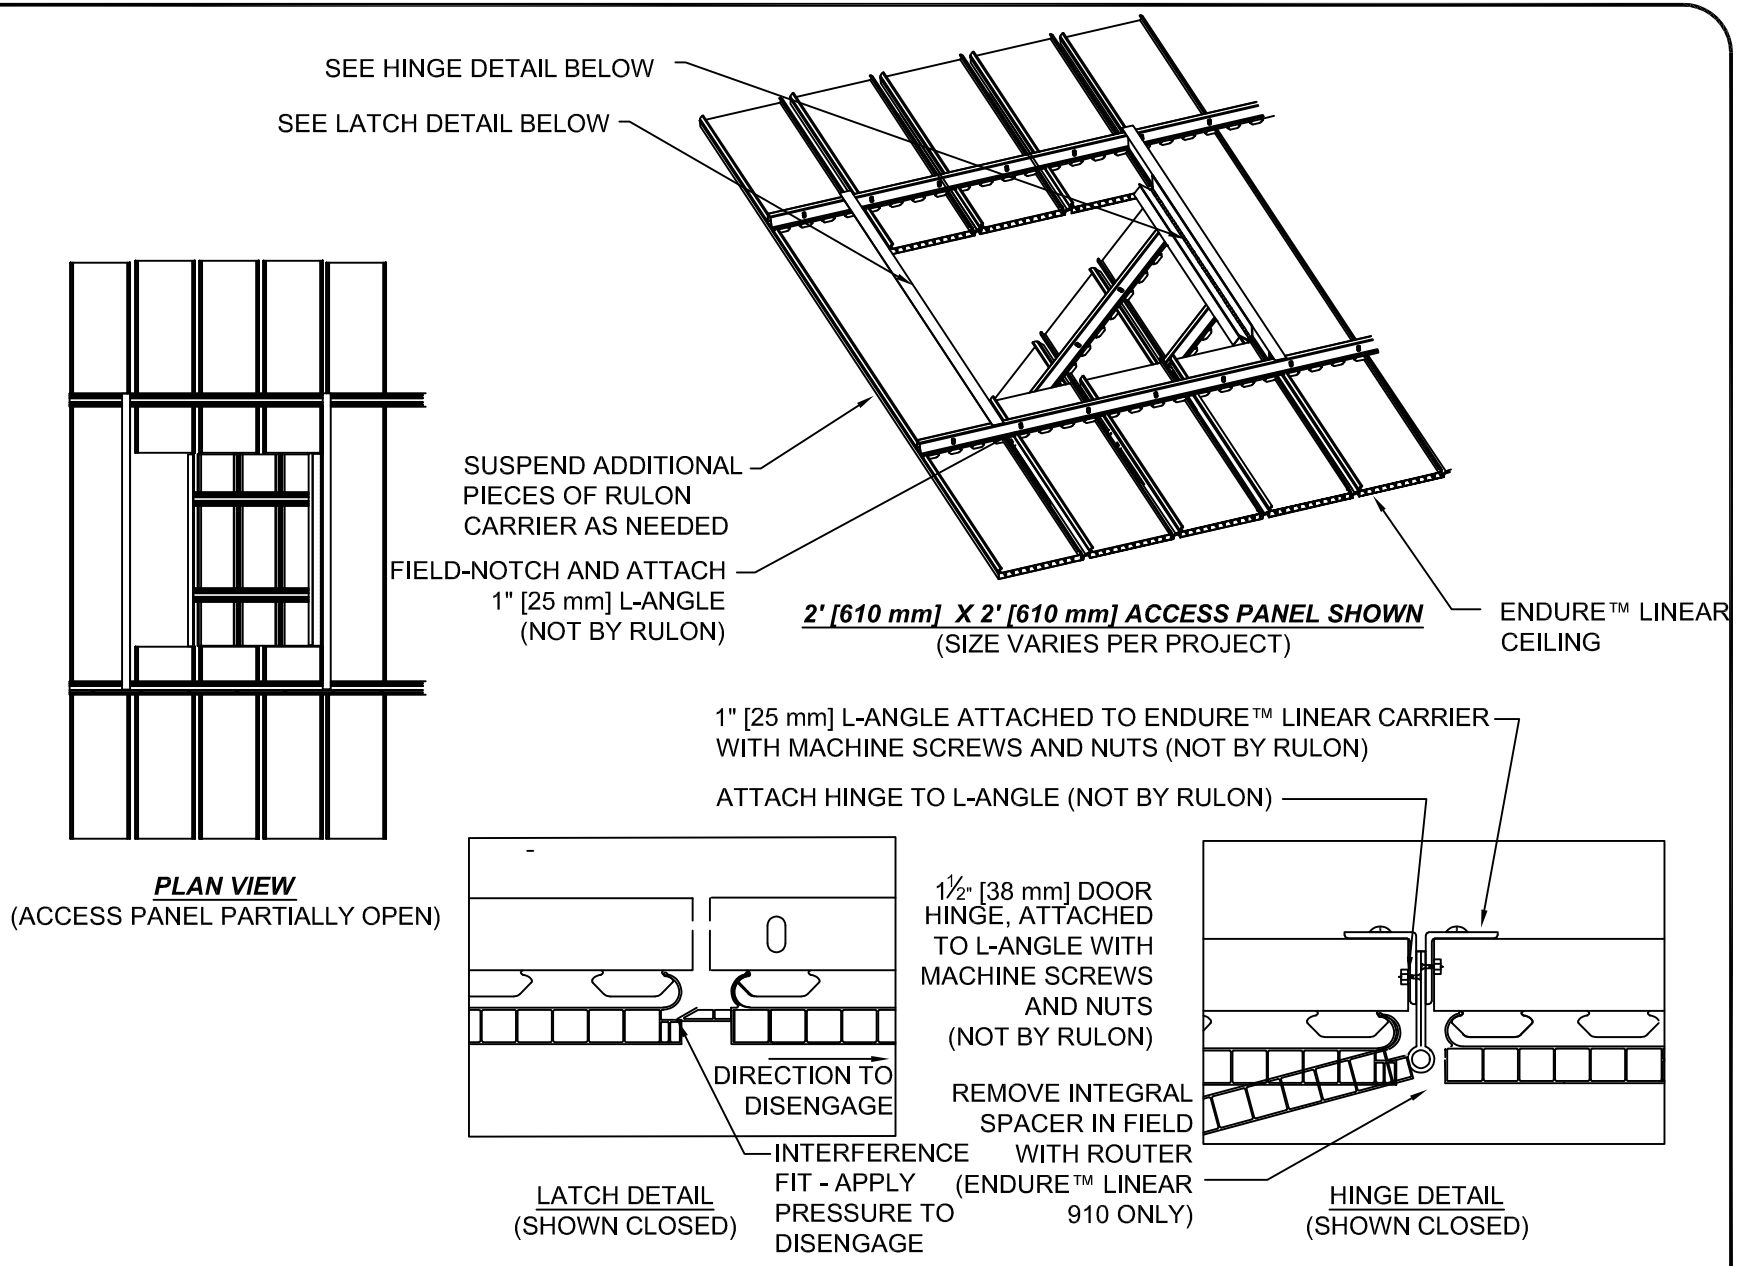 SEE HINGE DETAIL BELOW
SEE LATCH DETAIL BELOW
SUSPEND ADDITIONAL
PIECES OF RULON
CARRIER AS NEEDED
FIELD-NOTCH AND ATTACH
1" [25 mm] L-ANGLE
(NOT BY RULON)
2' [610 mm] X 2' [610 mm] ACCESS PANEL SHOWN
(SIZE VARIES PER PROJECT)
ENDURE™ LINEAR
CEILING
PLAN VIEW
(ACCESS PANEL PARTIALLY OPEN)
1" [25 mm] L-ANGLE ATTACHED TO ENDURE™ LINEAR CARRIER
WITH MACHINE SCREWS AND NUTS (NOT BY RULON)
ATTACH HINGE TO L-ANGLE (NOT BY RULON)
1½" [38 mm] DOOR
HINGE, ATTACHED
TO L-ANGLE WITH
MACHINE SCREWS
AND NUTS
(NOT BY RULON)
DIRECTION TO
DISENGAGE
INTERFERENCE
FIT - APPLY
PRESSURE TO
DISENGAGE
LATCH DETAIL
(SHOWN CLOSED)
REMOVE INTEGRAL
SPACER IN FIELD
WITH ROUTER
(ENDURE™ LINEAR
910 ONLY)
HINGE DETAIL
(SHOWN CLOSED)